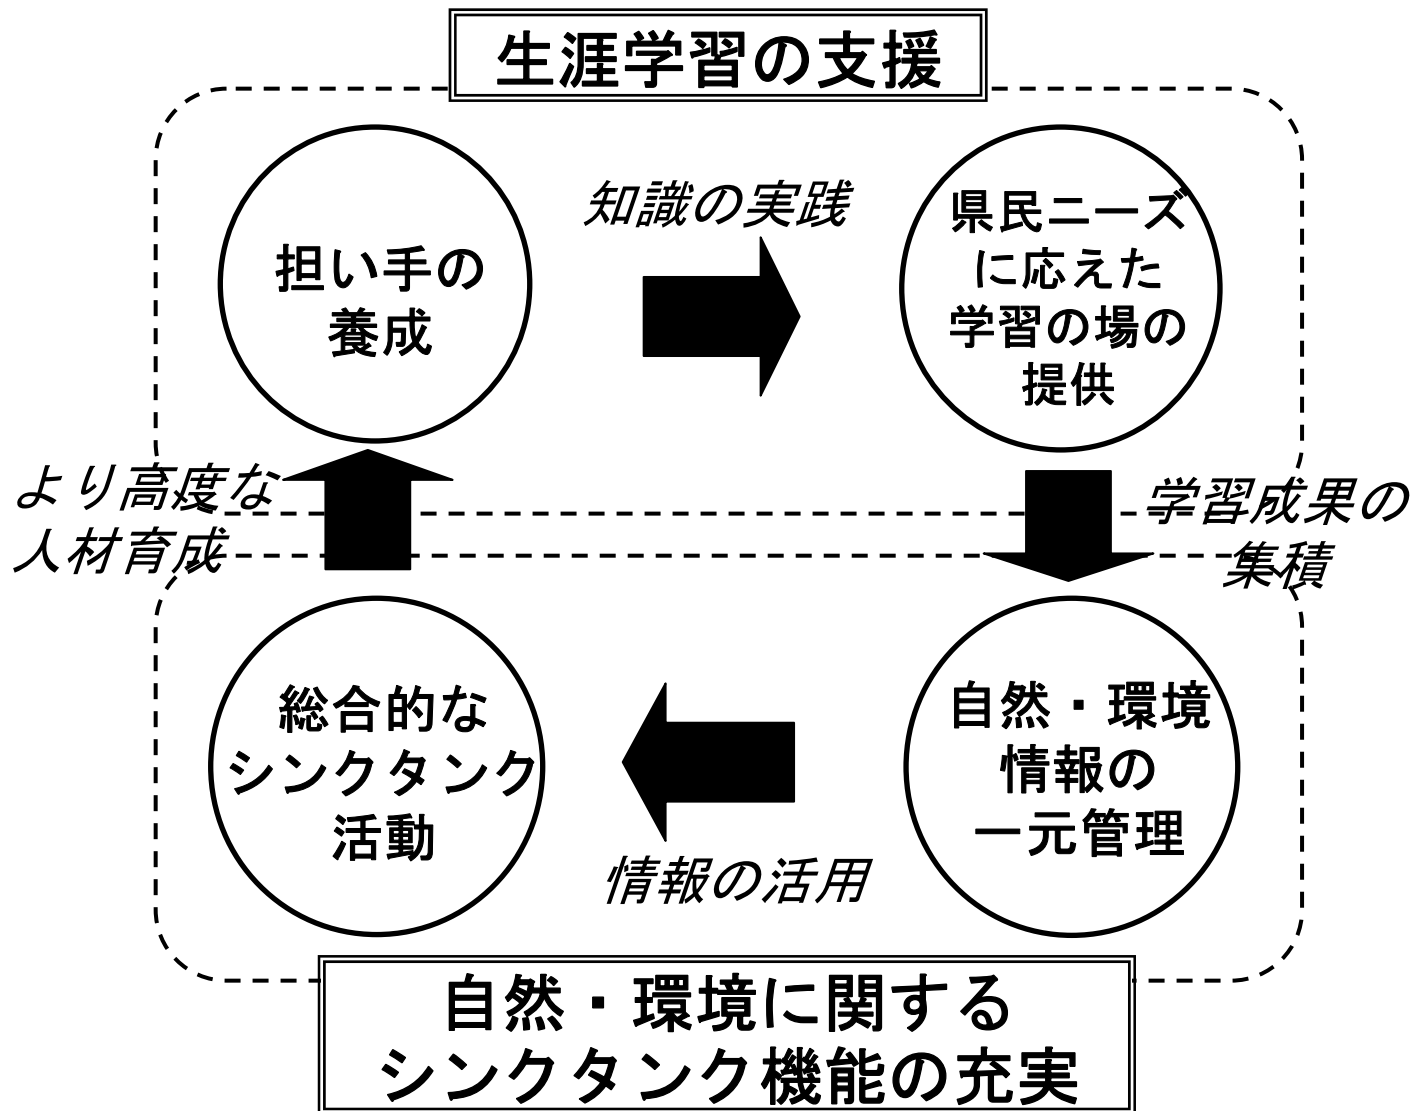 生涯学習の支援
担い手の
養成
知識の実践
県民ニーズ
に応えた
学習の場の
提供
より高度な
人材育成
学習成果の
集積
総合的な
シンクタンク
活動
情報の活用
自然・環境
情報の
一元管理
自然・環境に関する
シンクタンク機能の充実